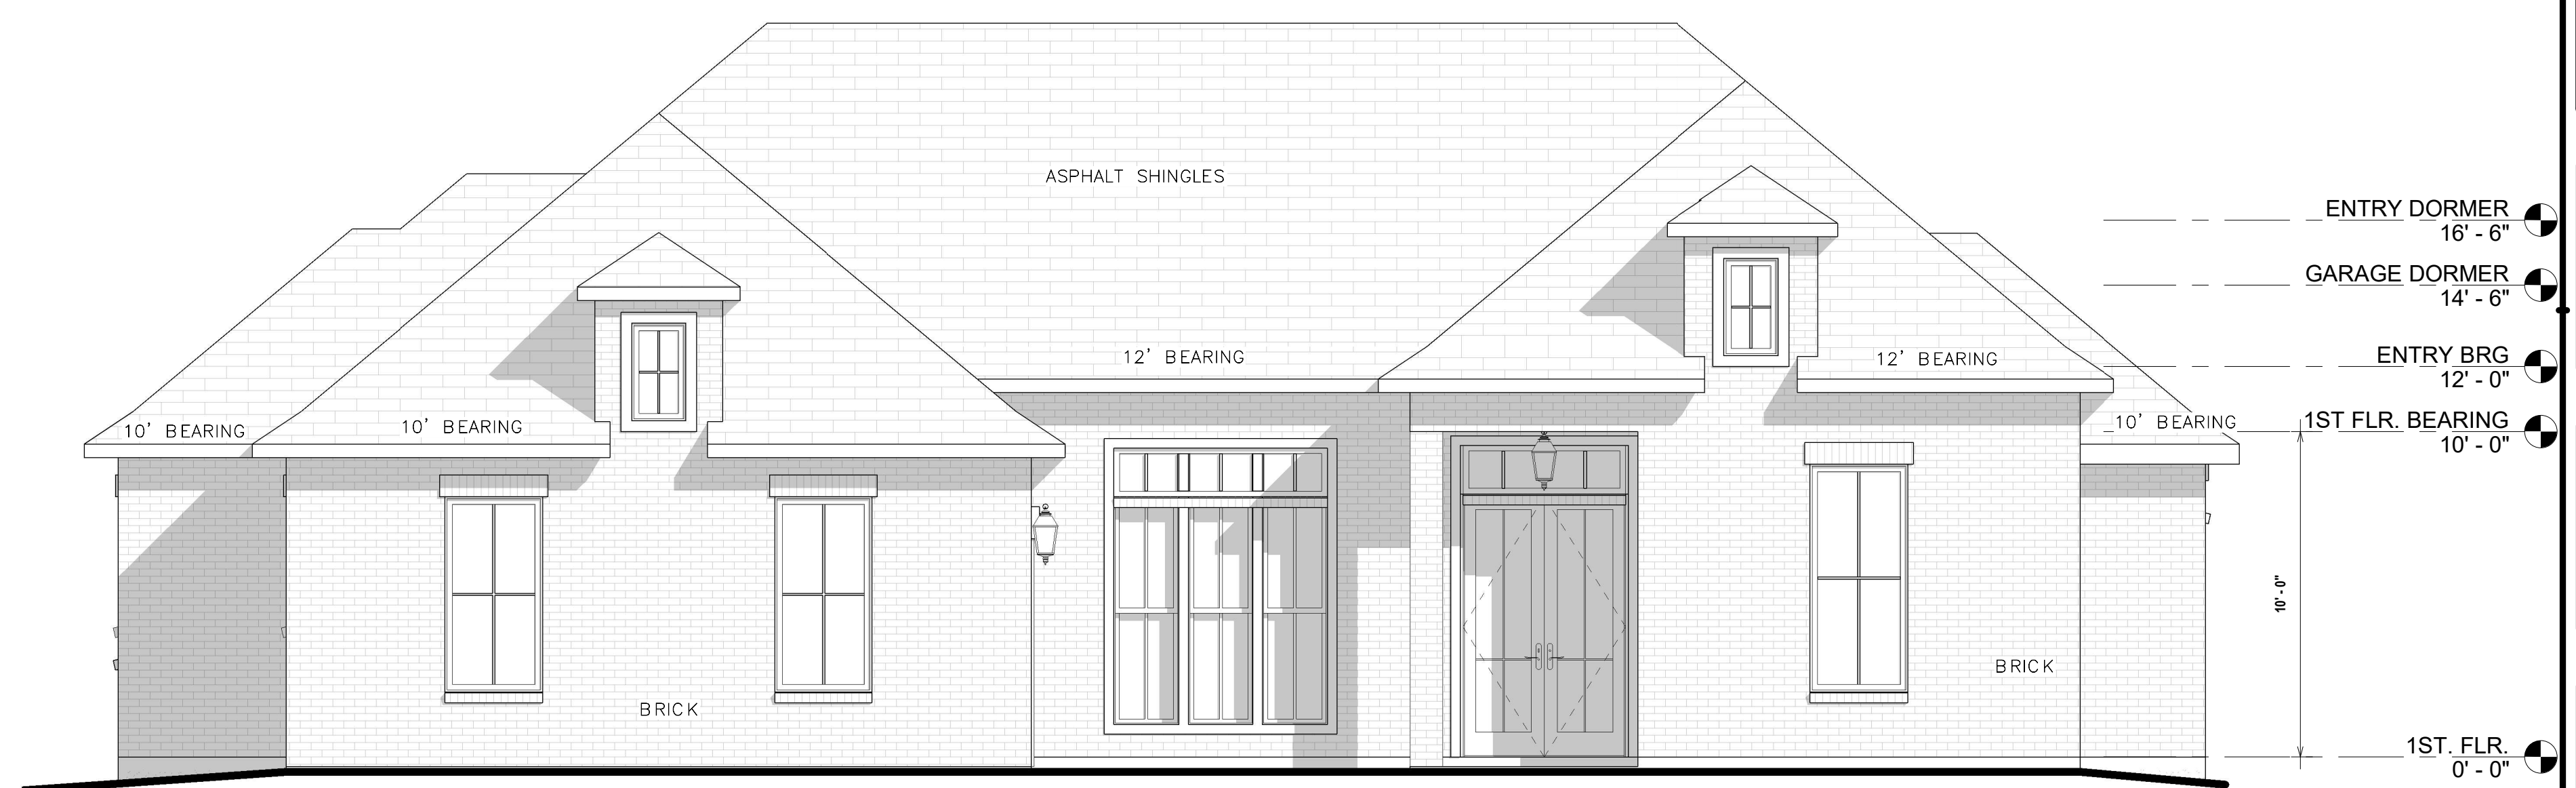 ASPHALT SHINGLES
ENTRY DORMER
16' - 6"
GARAGE DORMER
14' - 6"
12' BEARING
12' BEARING
ENTRY BRG
12' - 0"
10' BEARING
10' BEARING
10' BEARING
1ST FLR. BEARING
10' - 0"
10' - 0"
BRICK
BRICK
1ST. FLR.
0' - 0"